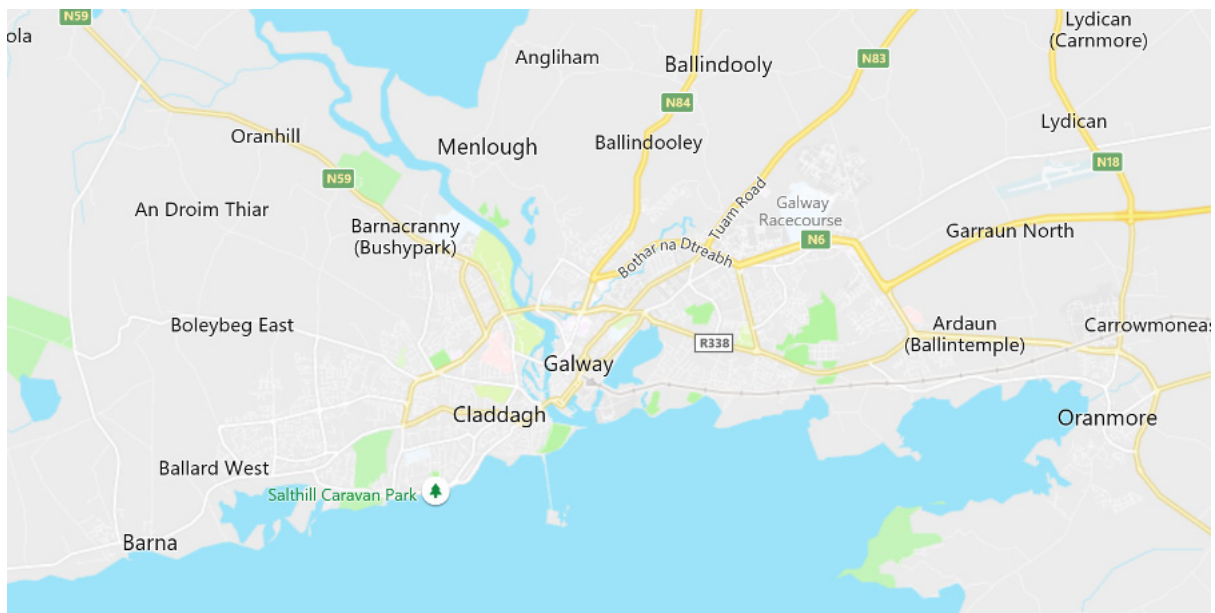 N59
ola
Angliham
Ballindooly
N83
Lydican
(Carnmore)
N84
Oranhill
Menlough
Ballindooley
Lydican
N18
N59
An Droim Thiar
Barnacranny
(Bushypark)
Tuam Road
Galway
Racecourse
Bothar na Dtreabh
N6
Garraun North
Boleybeg East
R338
Ardaun
(Ballintemple)
Carrowmoneas
Galway
Claddagh
Oranmore
Ballard West
Salthill Caravan Park
Barna